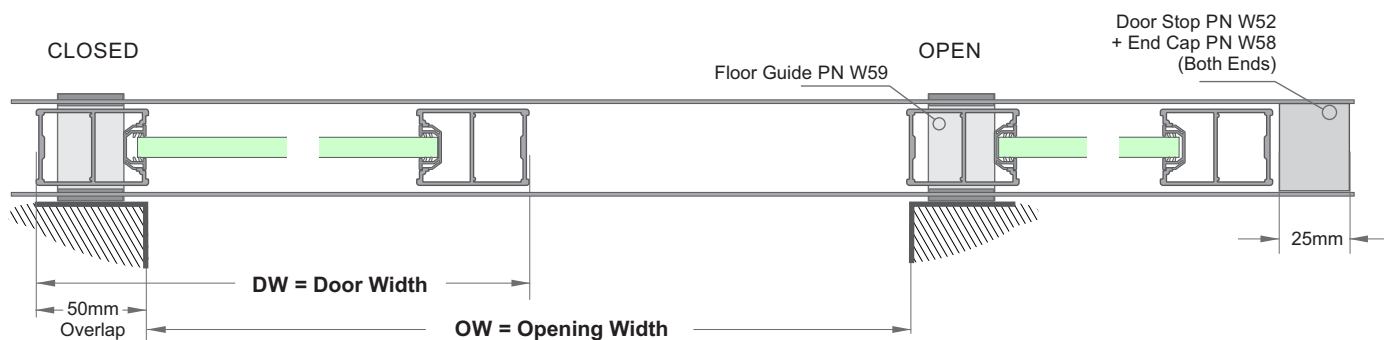 CLOSED
OPEN
Door Stop PN W52
+ End Cap PN W58
(Both Ends)
Floor Guide PN W59
25mm
DW = Door Width
50mm
Overlap
OW = Opening Width